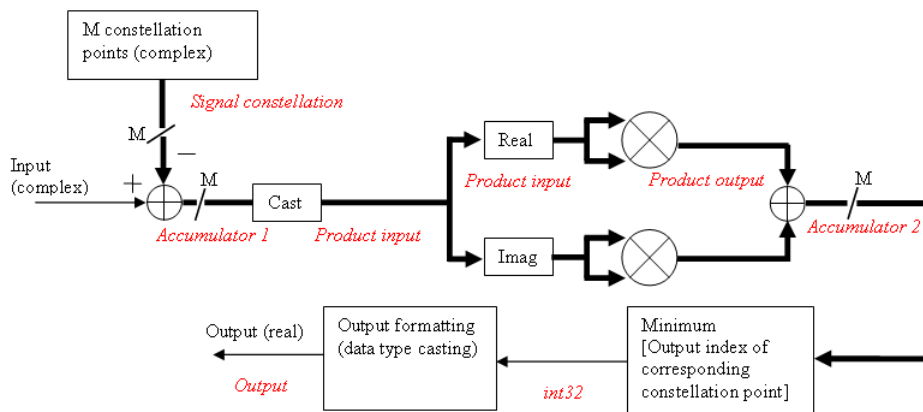 M constellation
points (complex)
Signal constellation
M
−
Input
(complex)
+
M
Cast
Accumulator 1
Product input
Real
Product input
Product output
Imag
M
Accumulator 2
Output (real)
Output
Output formatting
(data type casting)
int32
Minimum
[Output index of
corresponding
constellation point]